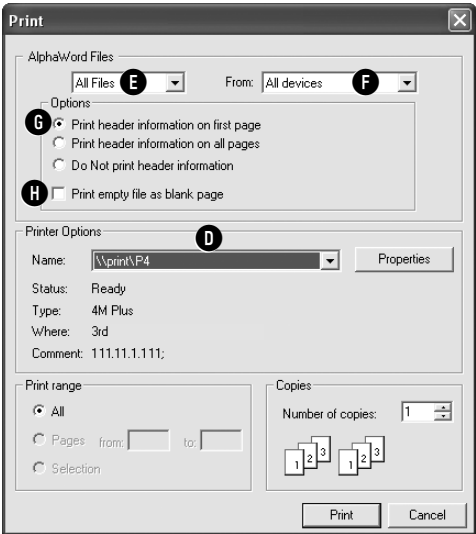 Print
AlphaWord Files
All Files E From: All devices F
Options
G Print header information on first page
Print header information on all pages
Do Not print header information
H Print empty file as blank page
Printer Options D
Name: \\print\P4 Properties
Status: Ready
Type: 4M Plus
Where: 3rd
Comment: 111.11.1.111;
Print range
All
Pages from: to:
Selection
Copies
Number of copies: 1
1 2 3 1 2 3
Print Cancel